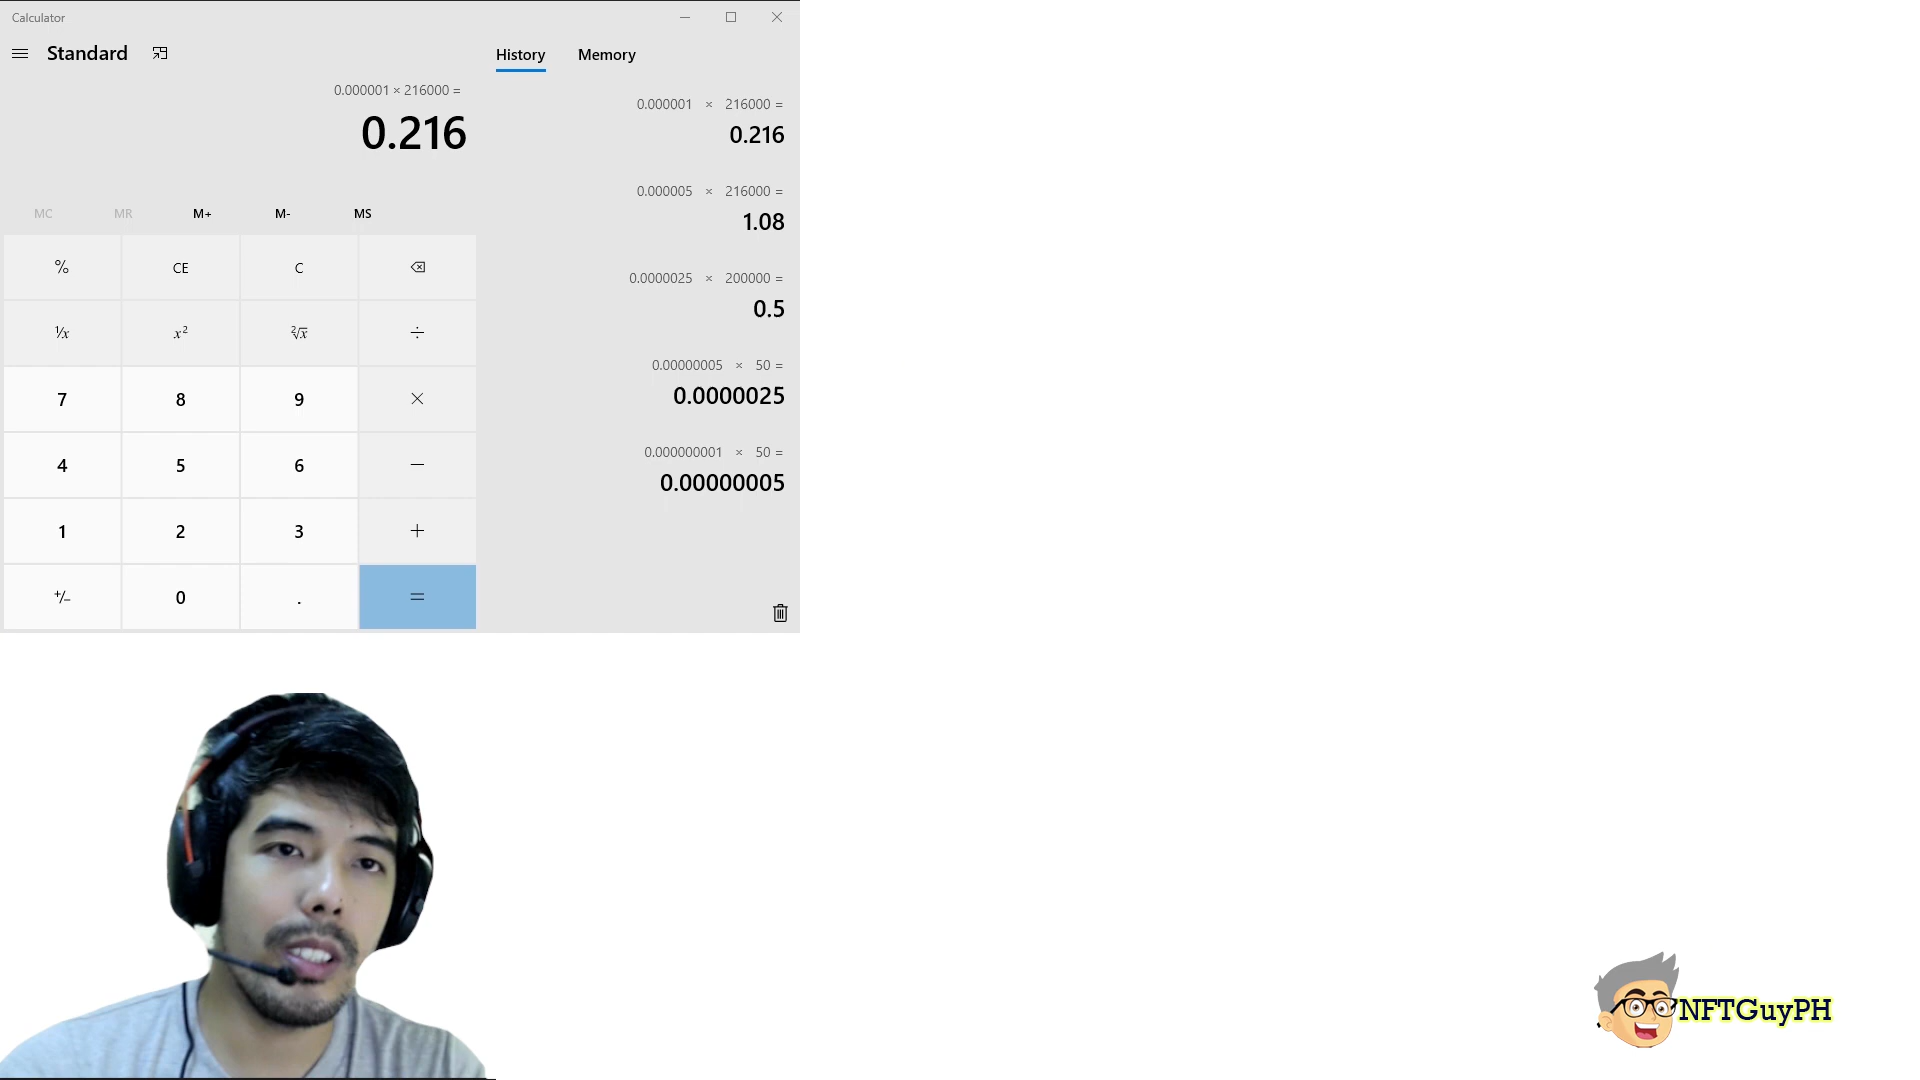 Calculator
Standard
0.000001 × 216000 =
0.216
MC MR M+ M- MS
% CE C
1/x x² ²√x ÷
7 8 9 ×
4 5 6 −
1 2 3 +
+/− 0 . =
History Memory
0.000001 × 216000 =
0.216
0.000005 × 216000 =
1.08
0.0000025 × 200000 =
0.5
0.00000005 × 50 =
0.0000025
0.000000001 × 50 =
0.00000005
NFTGuyPH